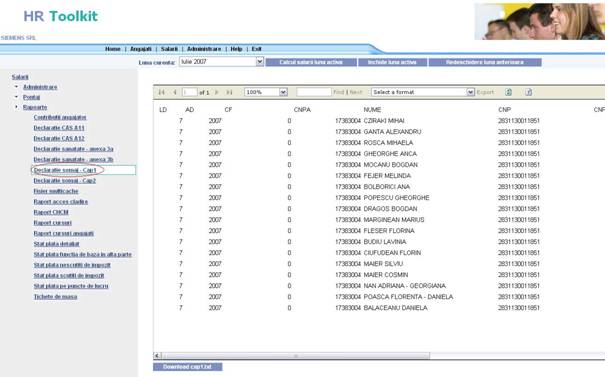 HR Toolkit
SIEMENS SRL
Home | Angajati | Salarii | Administrare | Help | Exit
Luna curenta: Iulie 2007 Calcul salarii luna activa Inchide luna activa Redeschidere luna anterioara
Salarii
Administrare
Pontaj
Rapoarte
Contributii angajator
Declaratie CAS A11
Declaratie CAS A12
Declaratie sanatate - anexa 3a
Declaratie sanatate - anexa 3b
Declaratie somaj - Cap1
Declaratie somaj - Cap2
Fisier multicache
Raport acces cladire
Raport CMCM
Raport cursuri
Raport cursuri angajati
Stat plata detaliat
Stat plata functia de baza in alta parte
Stat plata nescutiti de impozit
Stat plata scutiti de impozit
Stat plata pe puncte de lucru
Tichete de masa
1 of 1 100% Find | Next Select a format Export
LD AD CF CNPA NUME CNP CNF
7 2007 0 17383004 CZIRAKI MIHAI 2831130011851
7 2007 0 17383004 GANTA ALEXANDRU 2831130011851
7 2007 0 17383004 ROSCA MIHAELA 2831130011851
7 2007 0 17383004 GHEORGHE ANCA 2831130011851
7 2007 0 17383004 MOCANU BOGDAN 2831130011851
7 2007 0 17383004 FEJER MELINDA 2831130011851
7 2007 0 17383004 BOLBORICI ANA 2831130011851
7 2007 0 17383004 POPESCU GHEORGHE 2831130011851
7 2007 0 17383004 DRAGOS BOGDAN 2831130011851
7 2007 0 17383004 MARGINEAN MARIUS 2831130011851
7 2007 0 17383004 FLESER FLORINA 2831130011851
7 2007 0 17383004 BUDIU LAVINIA 2831130011851
7 2007 0 17383004 CIUFUDEAN FLORIN 2831130011851
7 2007 0 17383004 MAIER SILVIU 2831130011851
7 2007 0 17383004 MAIER COSMIN 2831130011851
7 2007 0 17383004 NAN ADRIANA - GEORGIANA 2831130011851
7 2007 0 17383004 POASCA FLORENTA - DANIELA 2831130011851
7 2007 0 17383004 BALACEANU DANIELA 2831130011851
Download cap1.txt